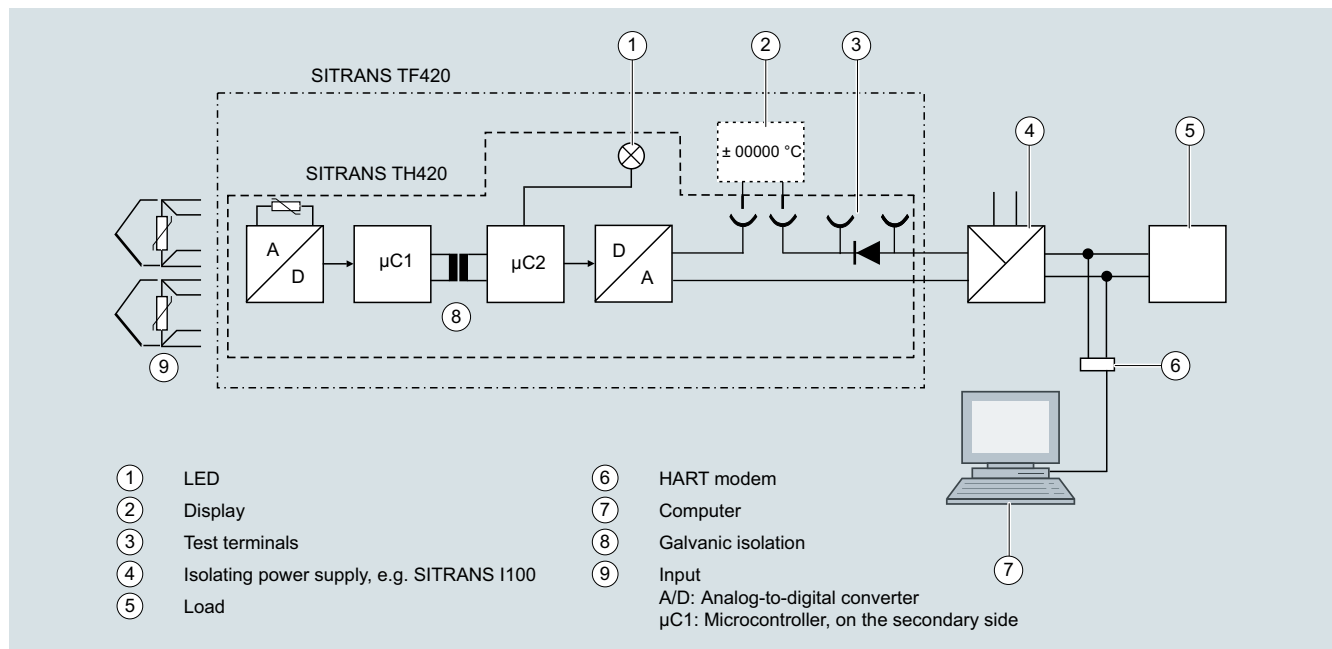 1
2
3
SITRANS TF420
4
5
± 00000 °C
SITRANS TH420
A
D
µC1
µC2
D
A
8
9
6
1 LED
2 Display
3 Test terminals
4 Isolating power supply, e.g. SITRANS I100
5 Load
6 HART modem
7 Computer
8 Galvanic isolation
9 Input
A/D: Analog-to-digital converter
µC1: Microcontroller, on the secondary side
7